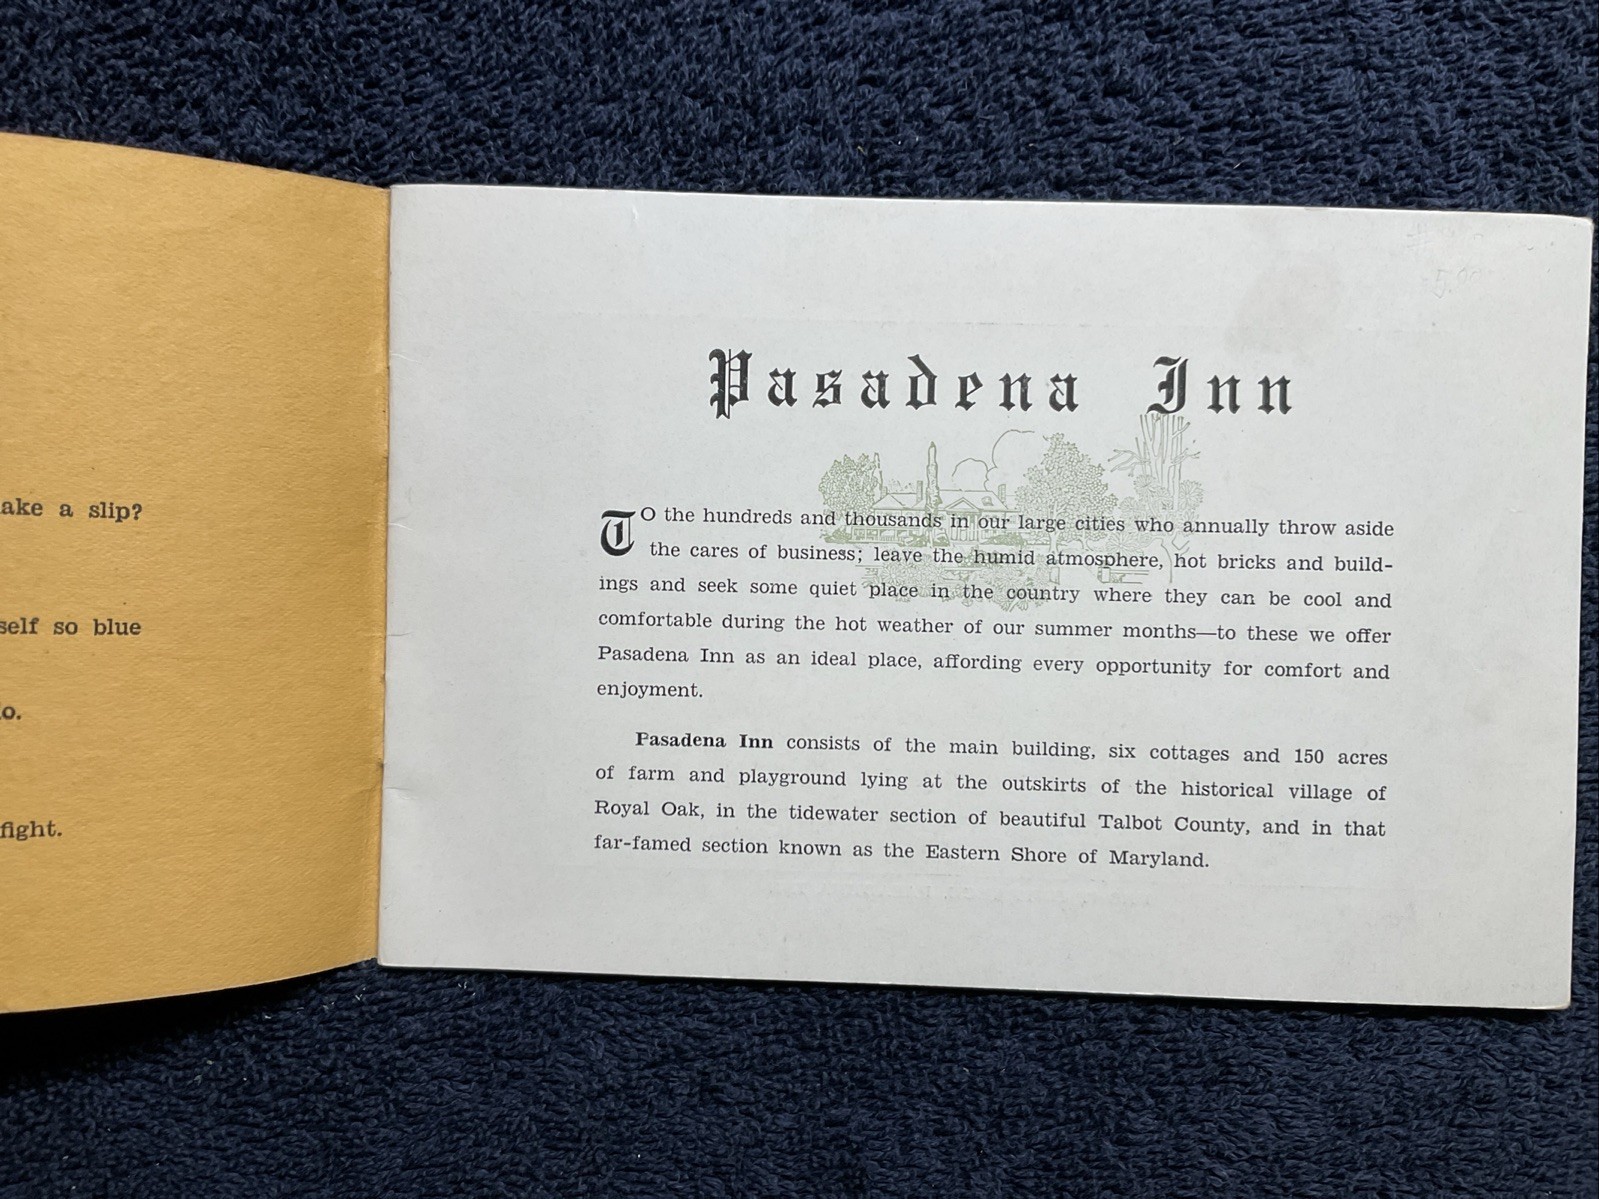 ake a slip?
self so blue
o.
fight.
5.00
Pasadena Inn
TO the hundreds and thousands in our large cities who annually throw aside
the cares of business; leave the humid atmosphere, hot bricks and build-
ings and seek some quiet place in the country where they can be cool and
comfortable during the hot weather of our summer months—to these we offer
Pasadena Inn as an ideal place, affording every opportunity for comfort and
enjoyment.
Pasadena Inn consists of the main building, six cottages and 150 acres
of farm and playground lying at the outskirts of the historical village of
Royal Oak, in the tidewater section of beautiful Talbot County, and in that
far-famed section known as the Eastern Shore of Maryland.